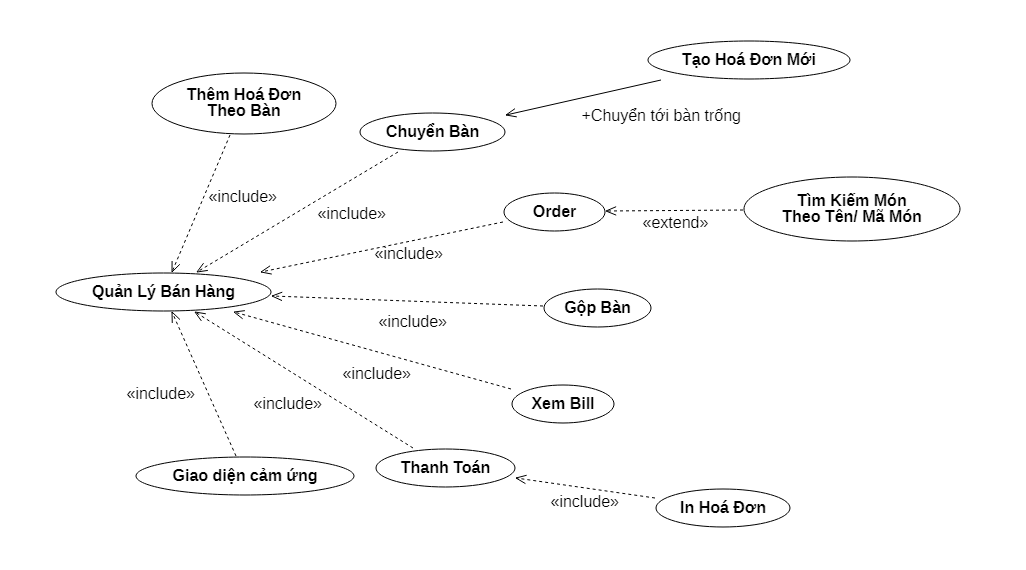 Tạo Hoá Đơn Mới
Thêm Hoá Đơn
Theo Bàn
+Chuyển tới bàn trống
Chuyển Bàn
«include»
«include»
Order
Tìm Kiếm Món
Theo Tên/ Mã Món
«extend»
«include»
Quản Lý Bán Hàng
Gộp Bàn
«include»
«include»
«include»
«include»
Xem Bill
Giao diện cảm ứng
Thanh Toán
«include»
In Hoá Đơn